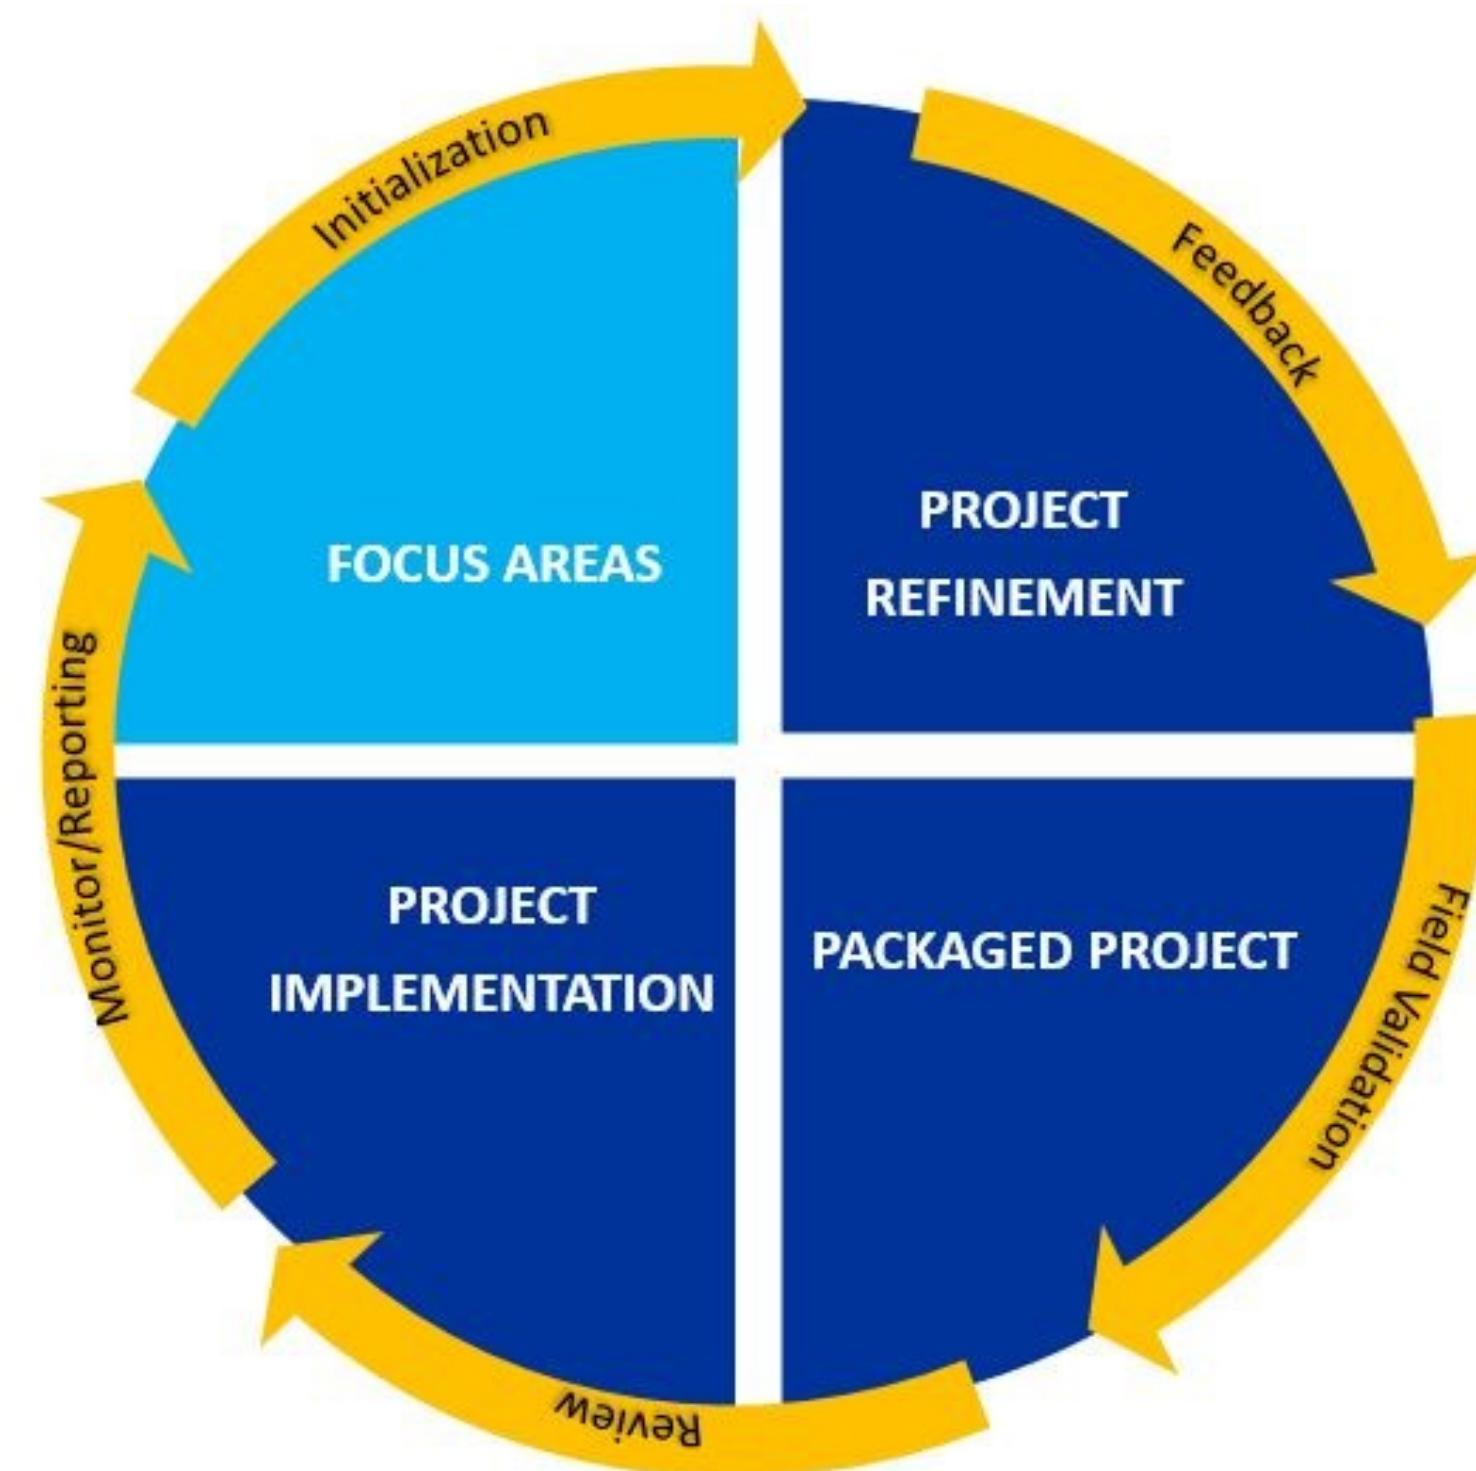 Initialization
Feedback
FOCUS AREAS
PROJECT
REFINEMENT
Monitor/Reporting
PROJECT
IMPLEMENTATION
PACKAGED PROJECT
Field Validation
Review